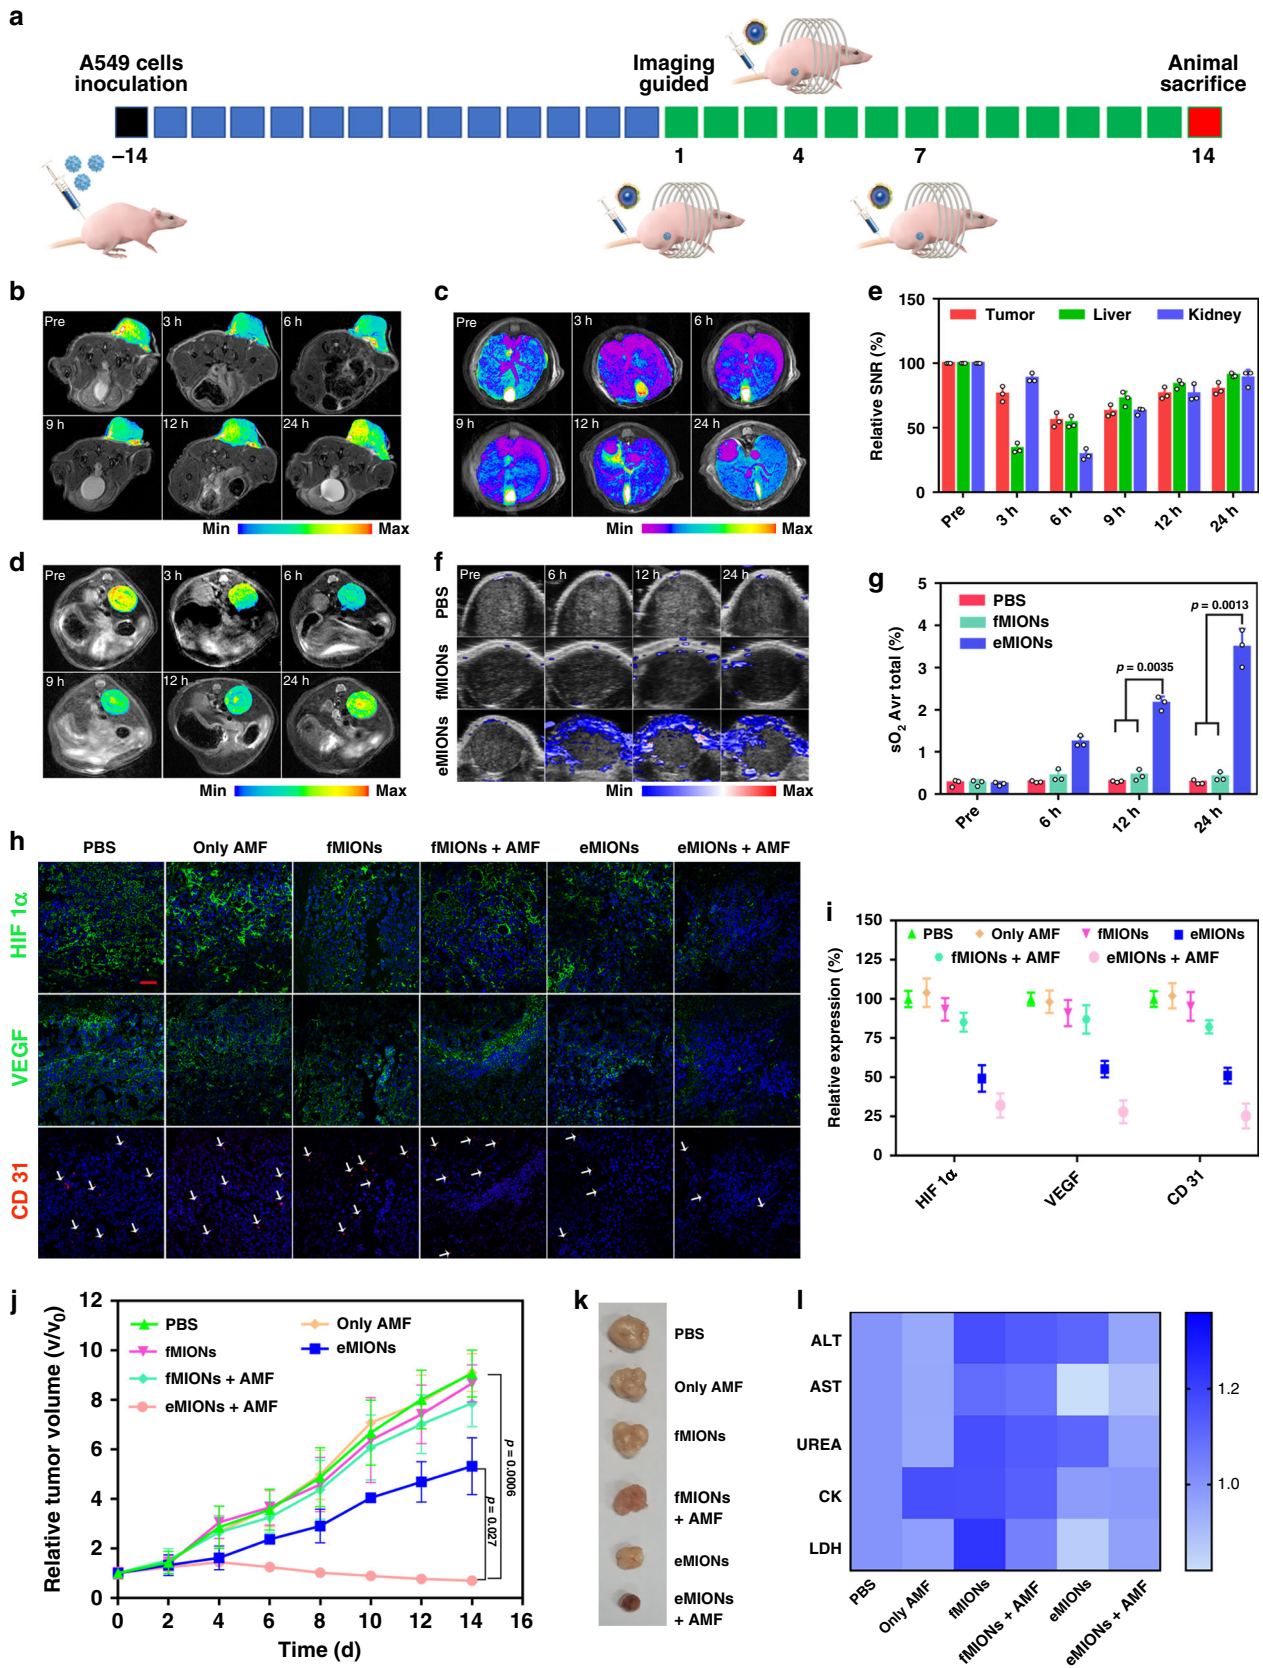 a
A549 cells
inoculation
Imaging
guided
Animal
sacrifice
–14
1
4
7
14
b
Pre
3 h
6 h
9 h
12 h
24 h
Min
Max
c
Pre
3 h
6 h
9 h
12 h
24 h
Min
Max
e
Relative SNR (%)
150
100
50
0
Tumor
Liver
Kidney
Pre
3 h
6 h
9 h
12 h
24 h
d
Pre
3 h
6 h
9 h
12 h
24 h
Min
Max
f
Pre
6 h
12 h
24 h
PBS
fMIONs
eMIONs
Min
Max
g
sO2 Avr total (%)
5
4
3
2
1
0
PBS
fMIONs
eMIONs
p = 0.0035
p = 0.0013
Pre
6 h
12 h
24 h
h
PBS
Only AMF
fMIONs
fMIONs + AMF
eMIONs
eMIONs + AMF
HIF 1α
VEGF
CD 31
i
Relative expression (%)
150
125
100
75
50
25
0
PBS
Only AMF
fMIONs
eMIONs
fMIONs + AMF
eMIONs + AMF
HIF 1α
VEGF
CD 31
j
Relative tumor volume (v/v0)
12
10
8
6
4
2
0
PBS
Only AMF
fMIONs
eMIONs
fMIONs + AMF
eMIONs + AMF
p = 0.027
p = 0.0006
0
2
4
6
8
10
12
14
16
Time (d)
k
PBS
Only AMF
fMIONs
fMIONs
+ AMF
eMIONs
eMIONs
+ AMF
l
ALT
AST
UREA
CK
LDH
PBS
Only AMF
fMIONs
fMIONs + AMF
eMIONs
eMIONs + AMF
1.2
1.0